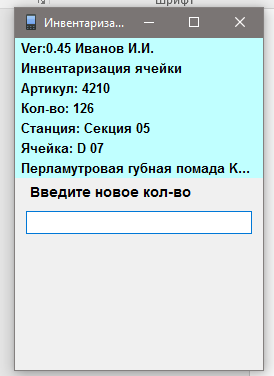 Шрифт
Инвентариза...
Ver:0.45 Иванов И.И.
Инвентаризация ячейки
Артикул: 4210
Кол-во: 126
Станция: Секция 05
Ячейка: D 07
Перламутровая губная помада K...
Введите новое кол-во